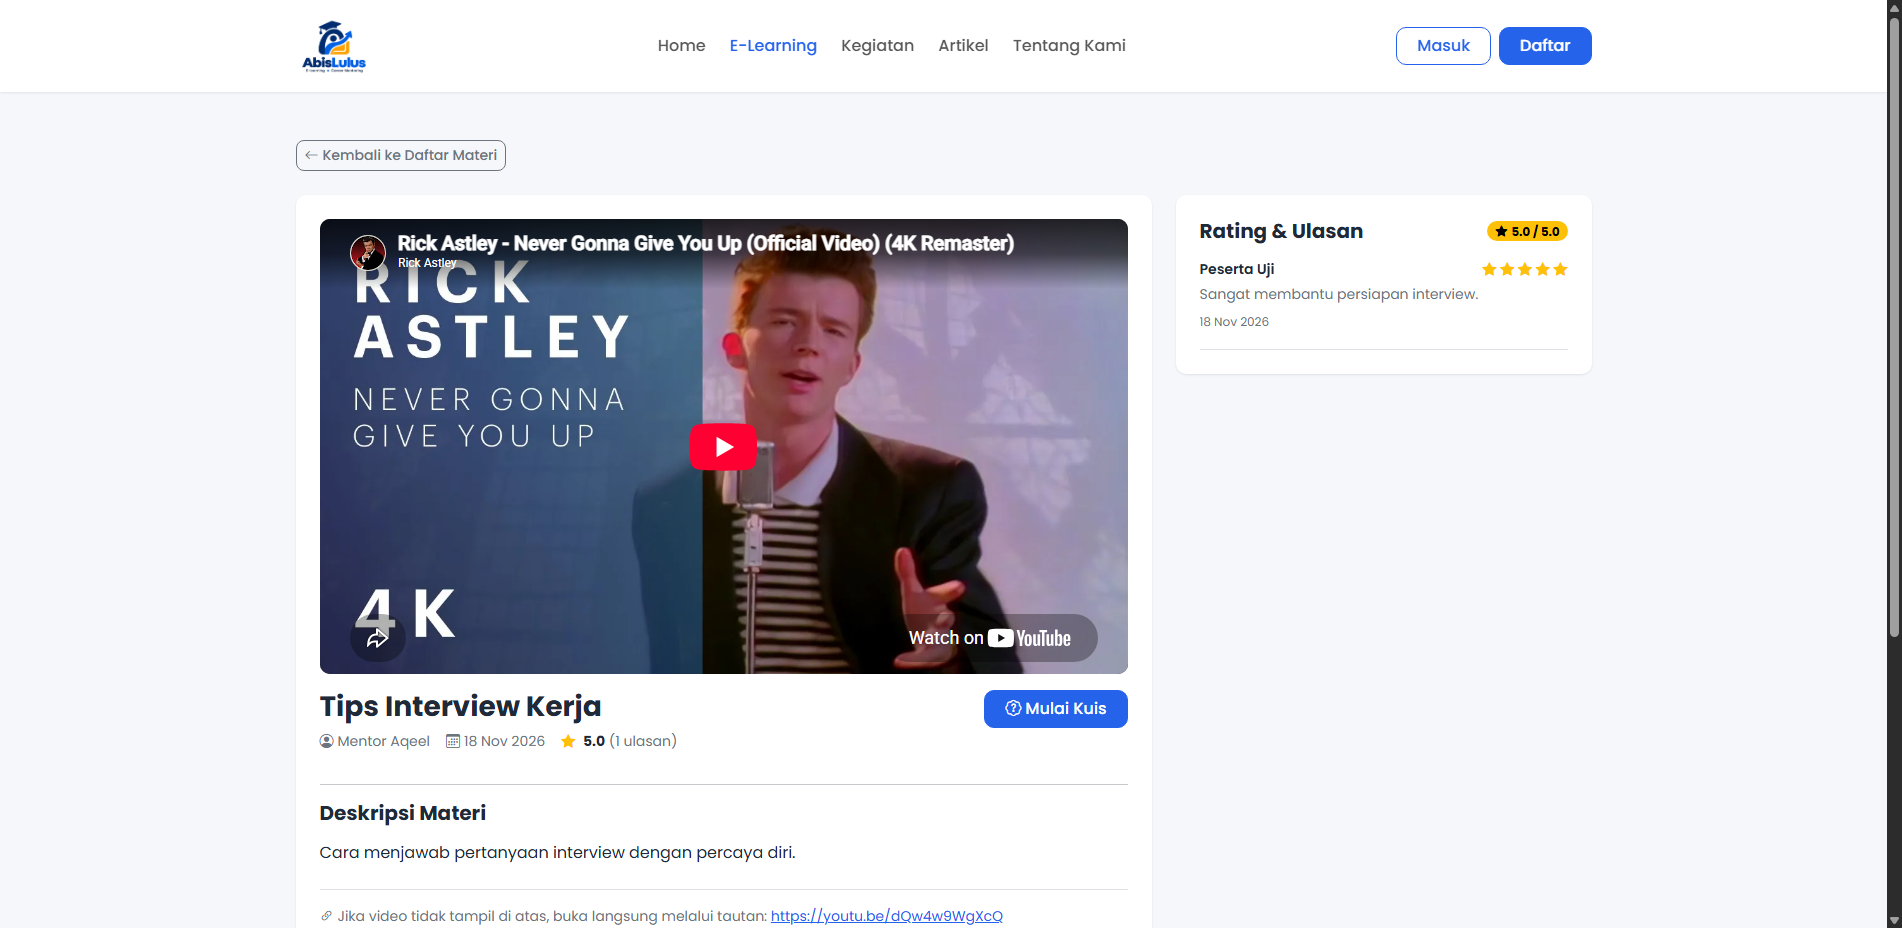 AbisLulus
Home
E-Learning
Kegiatan
Artikel
Tentang Kami
Masuk
Daftar
← Kembali ke Daftar Materi
Rick Astley - Never Gonna Give You Up (Official Video) (4K Remaster)
Rick Astley
RICK
ASTLEY
NEVER GONNA
GIVE YOU UP
4K
Watch on YouTube
Tips Interview Kerja
Mulai Kuis
Mentor Aqeel
18 Nov 2026
5.0 (1 ulasan)
Deskripsi Materi
Cara menjawab pertanyaan interview dengan percaya diri.
Jika video tidak tampil di atas, buka langsung melalui tautan: https://youtu.be/dQw4w9WgXcQ
Rating & Ulasan
★ 5.0 / 5.0
Peserta Uji
Sangat membantu persiapan interview.
18 Nov 2026